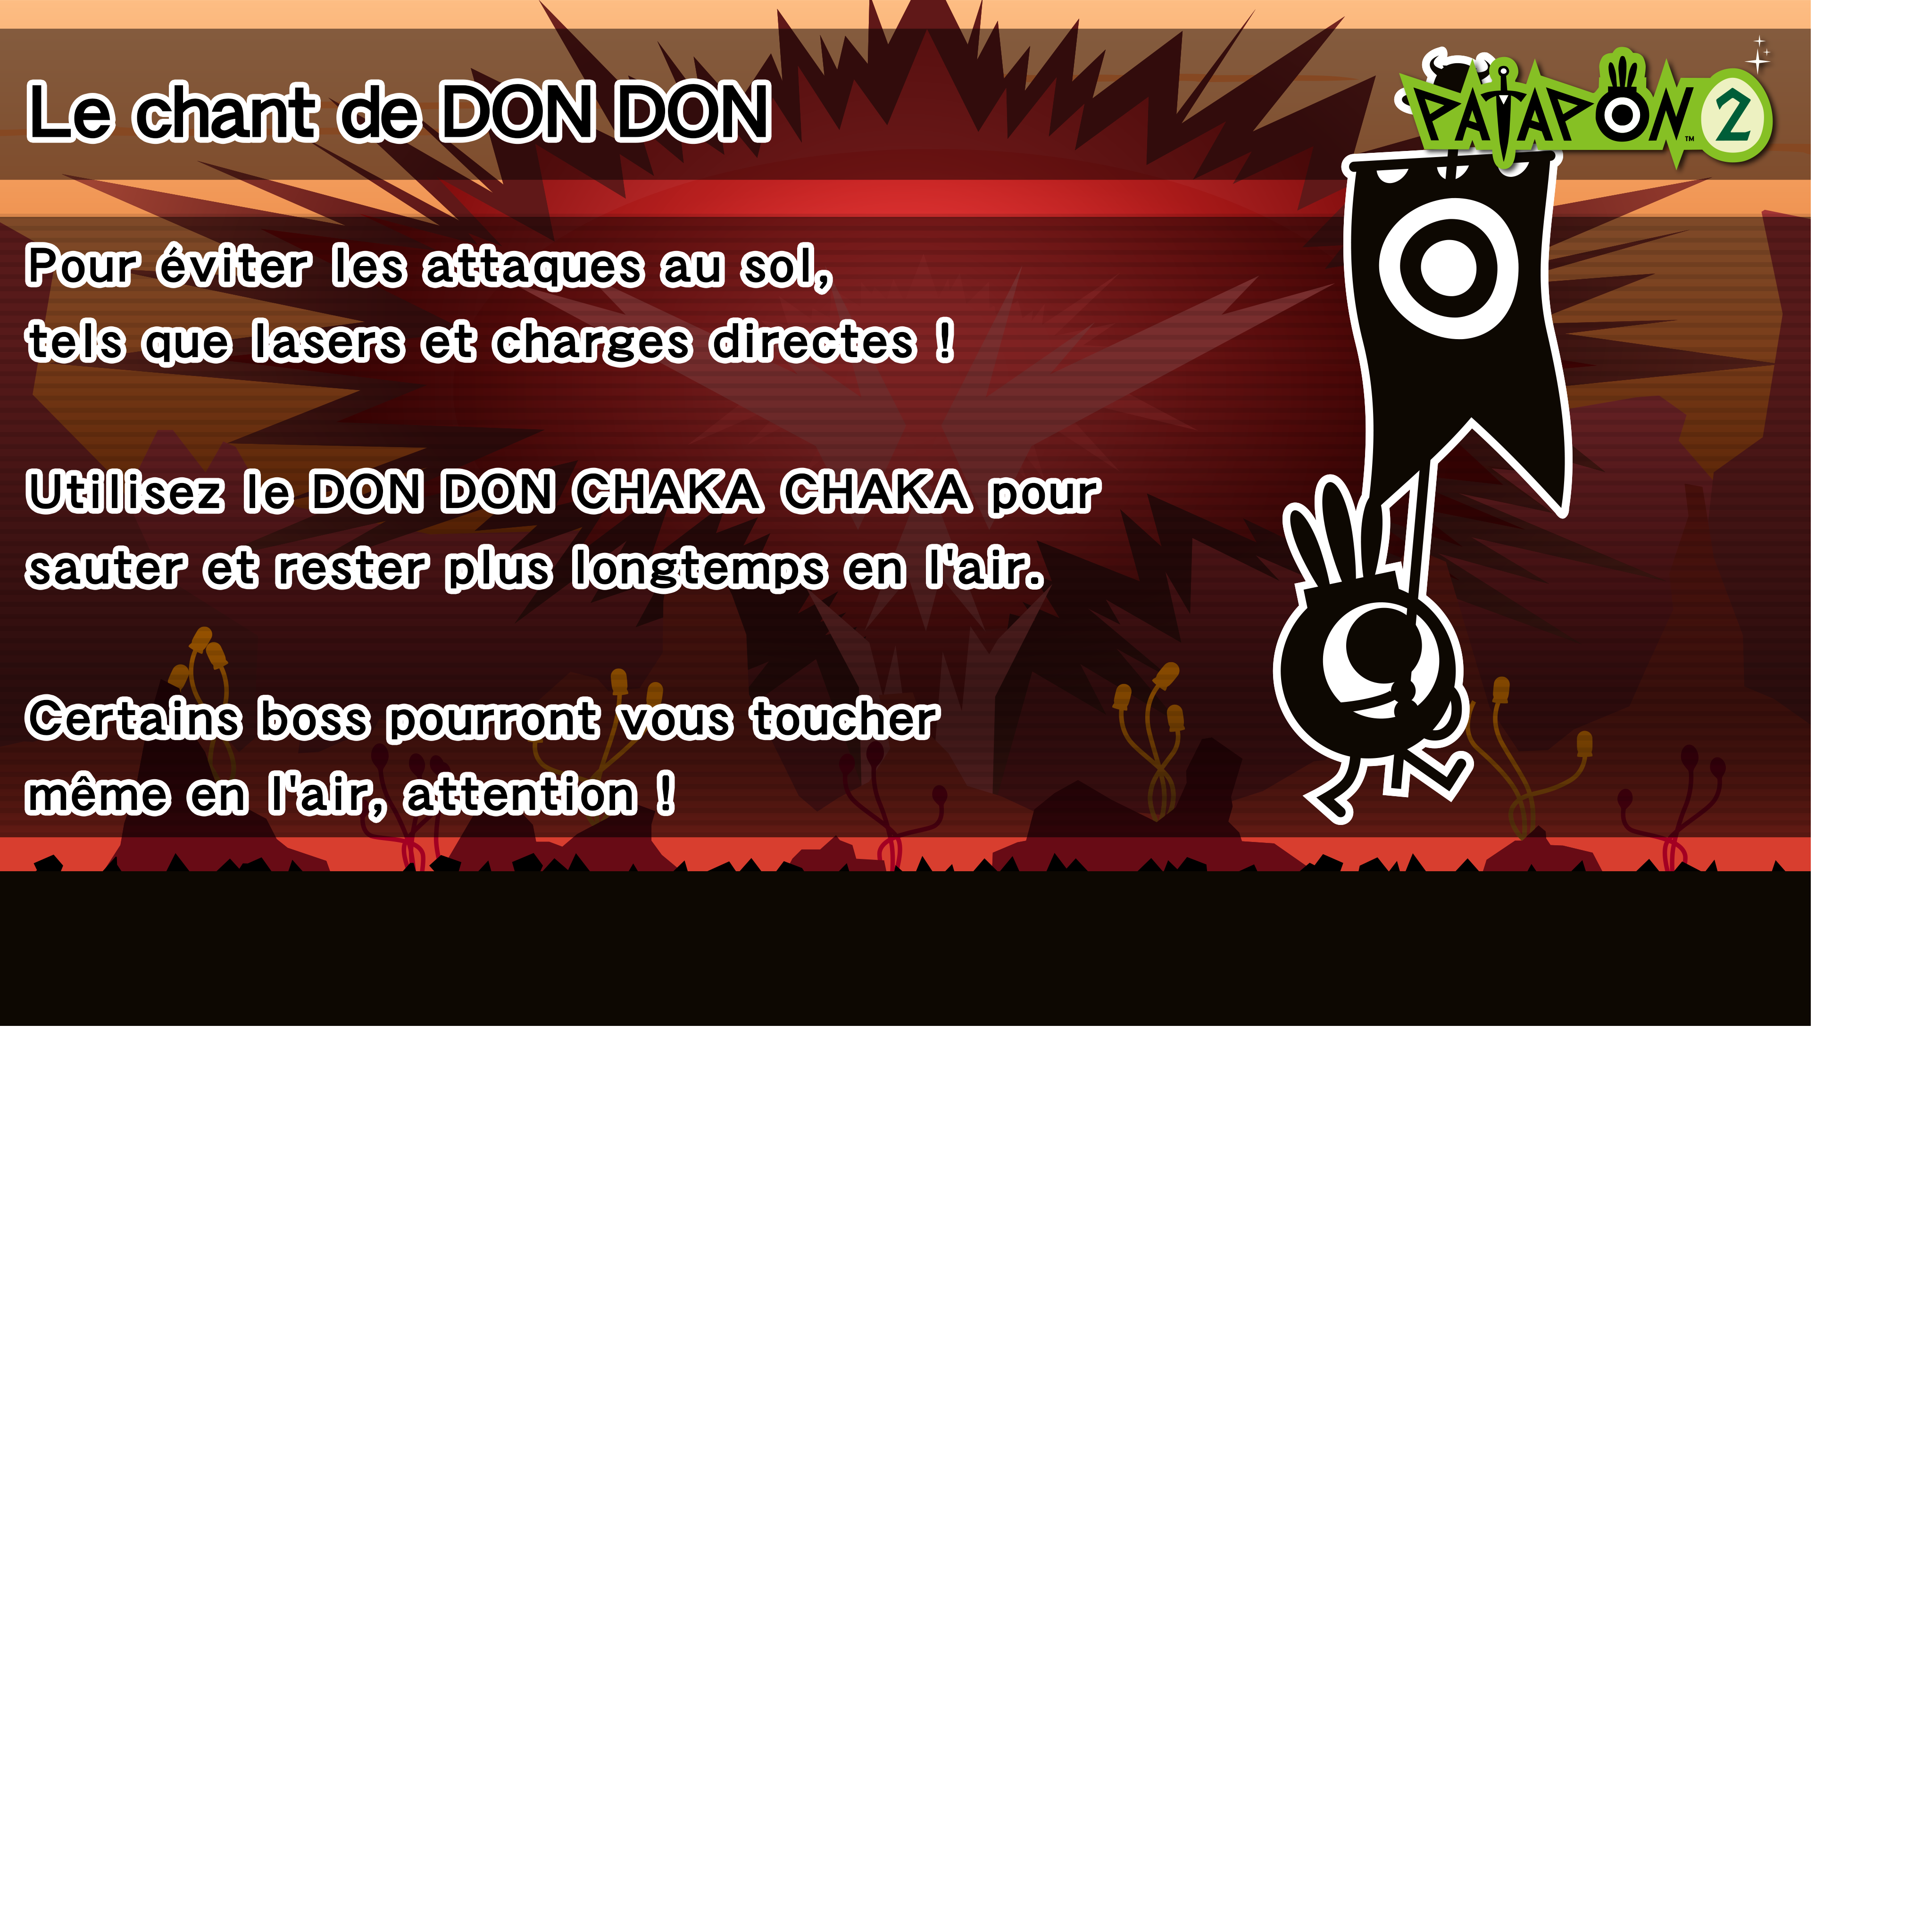 Le chant de DON DON
PATAPON™ 2
Pour éviter les attaques au sol,
tels que lasers et charges directes !
Utilisez le DON DON CHAKA CHAKA pour
sauter et rester plus longtemps en l'air.
Certains boss pourront vous toucher
même en l'air, attention !